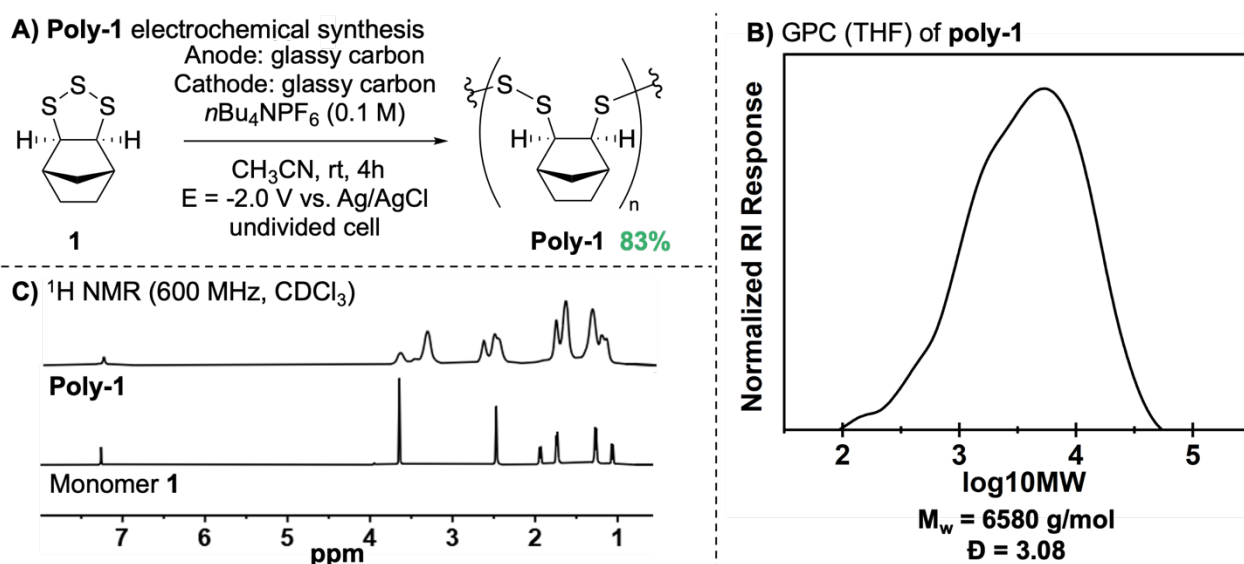 A) Poly-1 electrochemical synthesis
Anode: glassy carbon
Cathode: glassy carbon
nBu₄NPF₆ (0.1 M)
CH₃CN, rt, 4h
E = -2.0 V vs. Ag/AgCl
undivided cell
S
S
S
H
H
1
S
S
S
H
H
n
Poly-1 83%
B) GPC (THF) of poly-1
Normalized RI Response
2 3 4 5
log10MW
M_w = 6580 g/mol
Đ = 3.08
C) ¹H NMR (600 MHz, CDCl₃)
Poly-1
Monomer 1
7 6 5 4 3 2 1
ppm